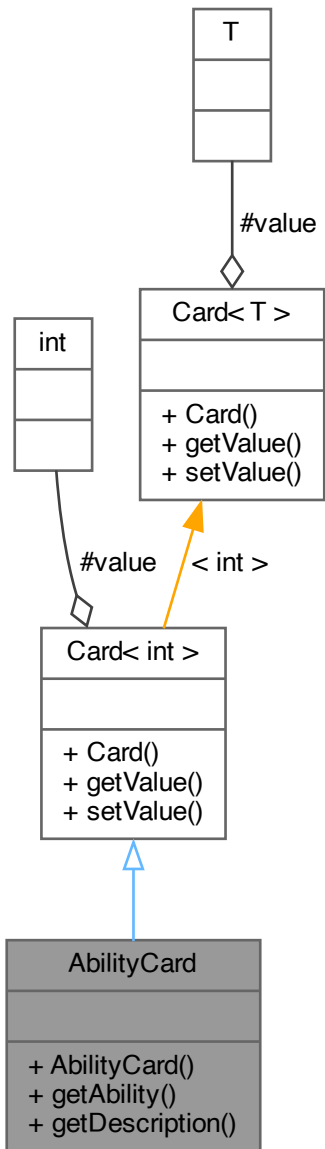 T
#value
Card< T >
+ Card()
+ getValue()
+ setValue()
int
#value
< int >
Card< int >
+ Card()
+ getValue()
+ setValue()
AbilityCard
+ AbilityCard()
+ getAbility()
+ getDescription()